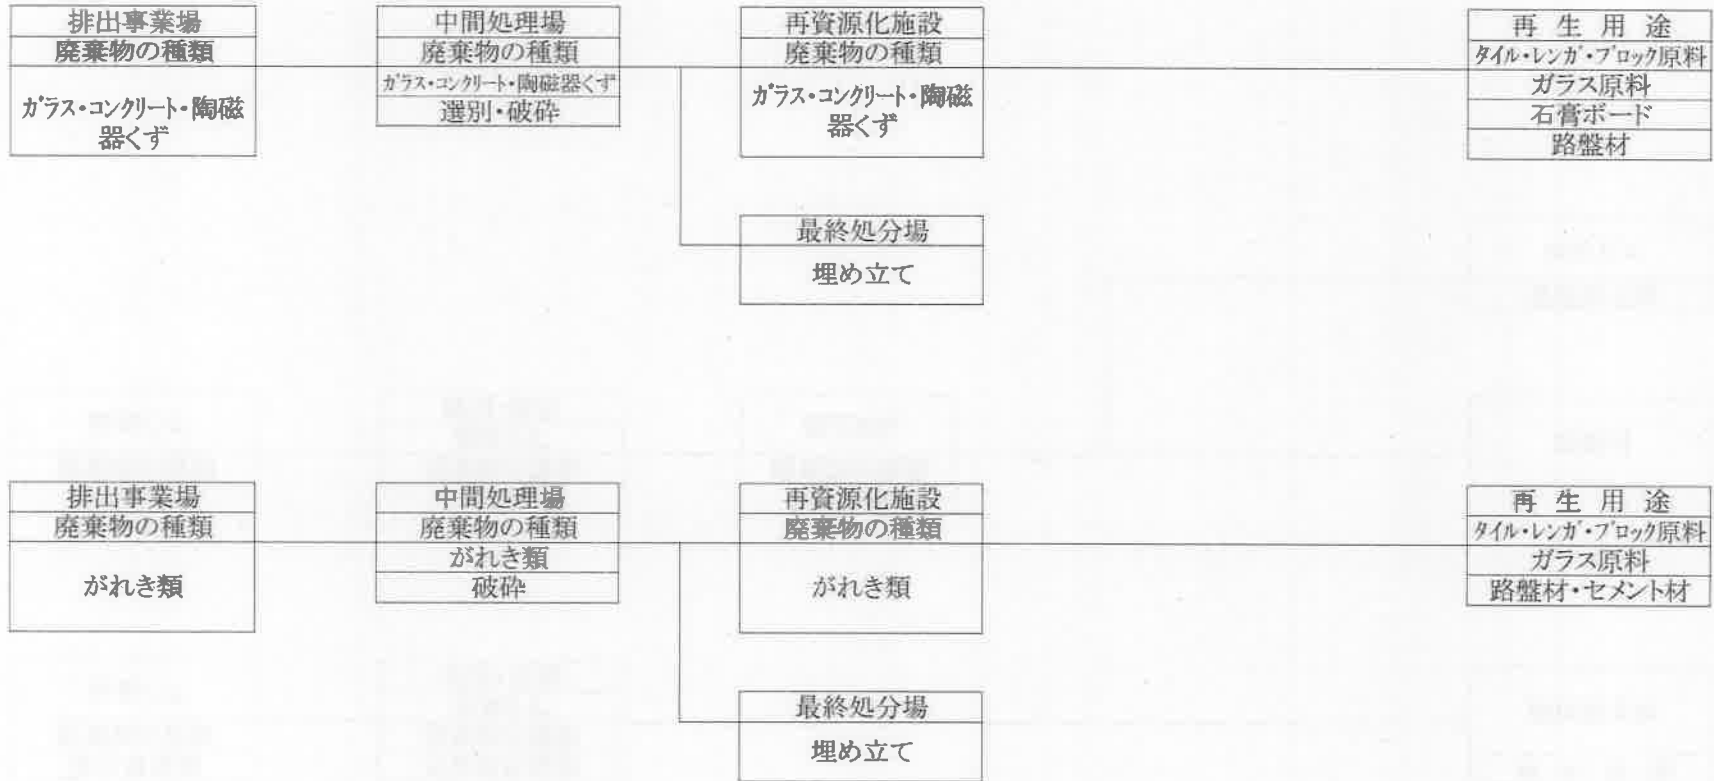 排出事業場
廃棄物の種類
ガラス・コンクリート・陶磁
器くず
中間処理場
廃棄物の種類
ガラス・コンクリート・陶磁器くず
選別・破砕
再資源化施設
廃棄物の種類
ガラス・コンクリート・陶磁
器くず
最終処分場
埋め立て
再生用途
タイル・レンガ・ブロック原料
ガラス原料
石膏ボード
路盤材
排出事業場
廃棄物の種類
がれき類
中間処理場
廃棄物の種類
がれき類
破砕
再資源化施設
廃棄物の種類
がれき類
最終処分場
埋め立て
再生用途
タイル・レンガ・ブロック原料
ガラス原料
路盤材・セメント材